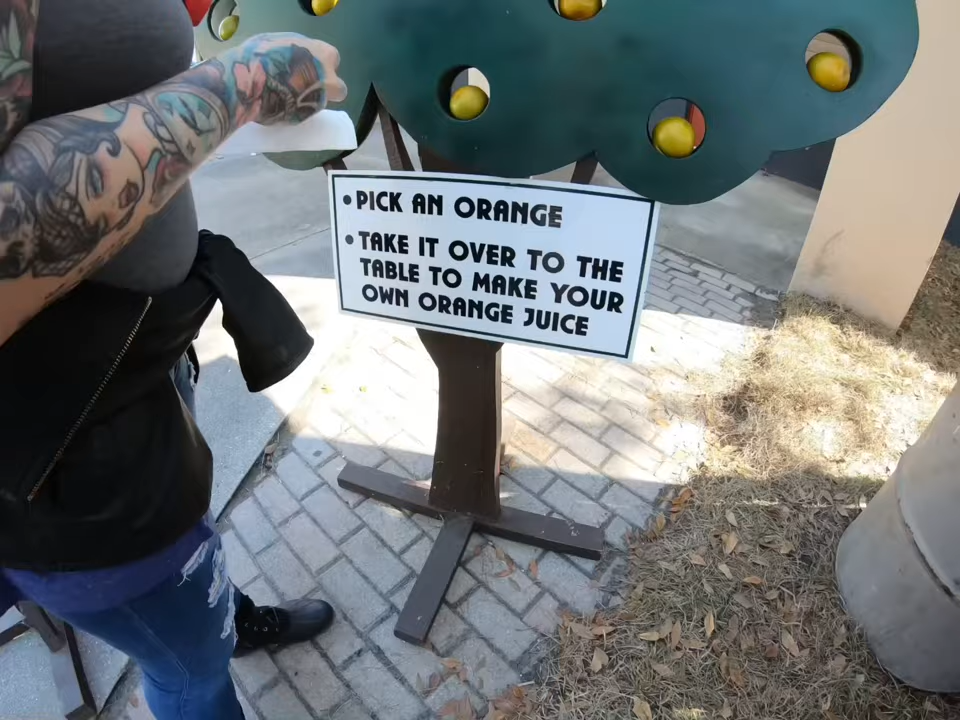 • PICK AN ORANGE
• TAKE IT OVER TO THE
TABLE TO MAKE YOUR
OWN ORANGE JUICE